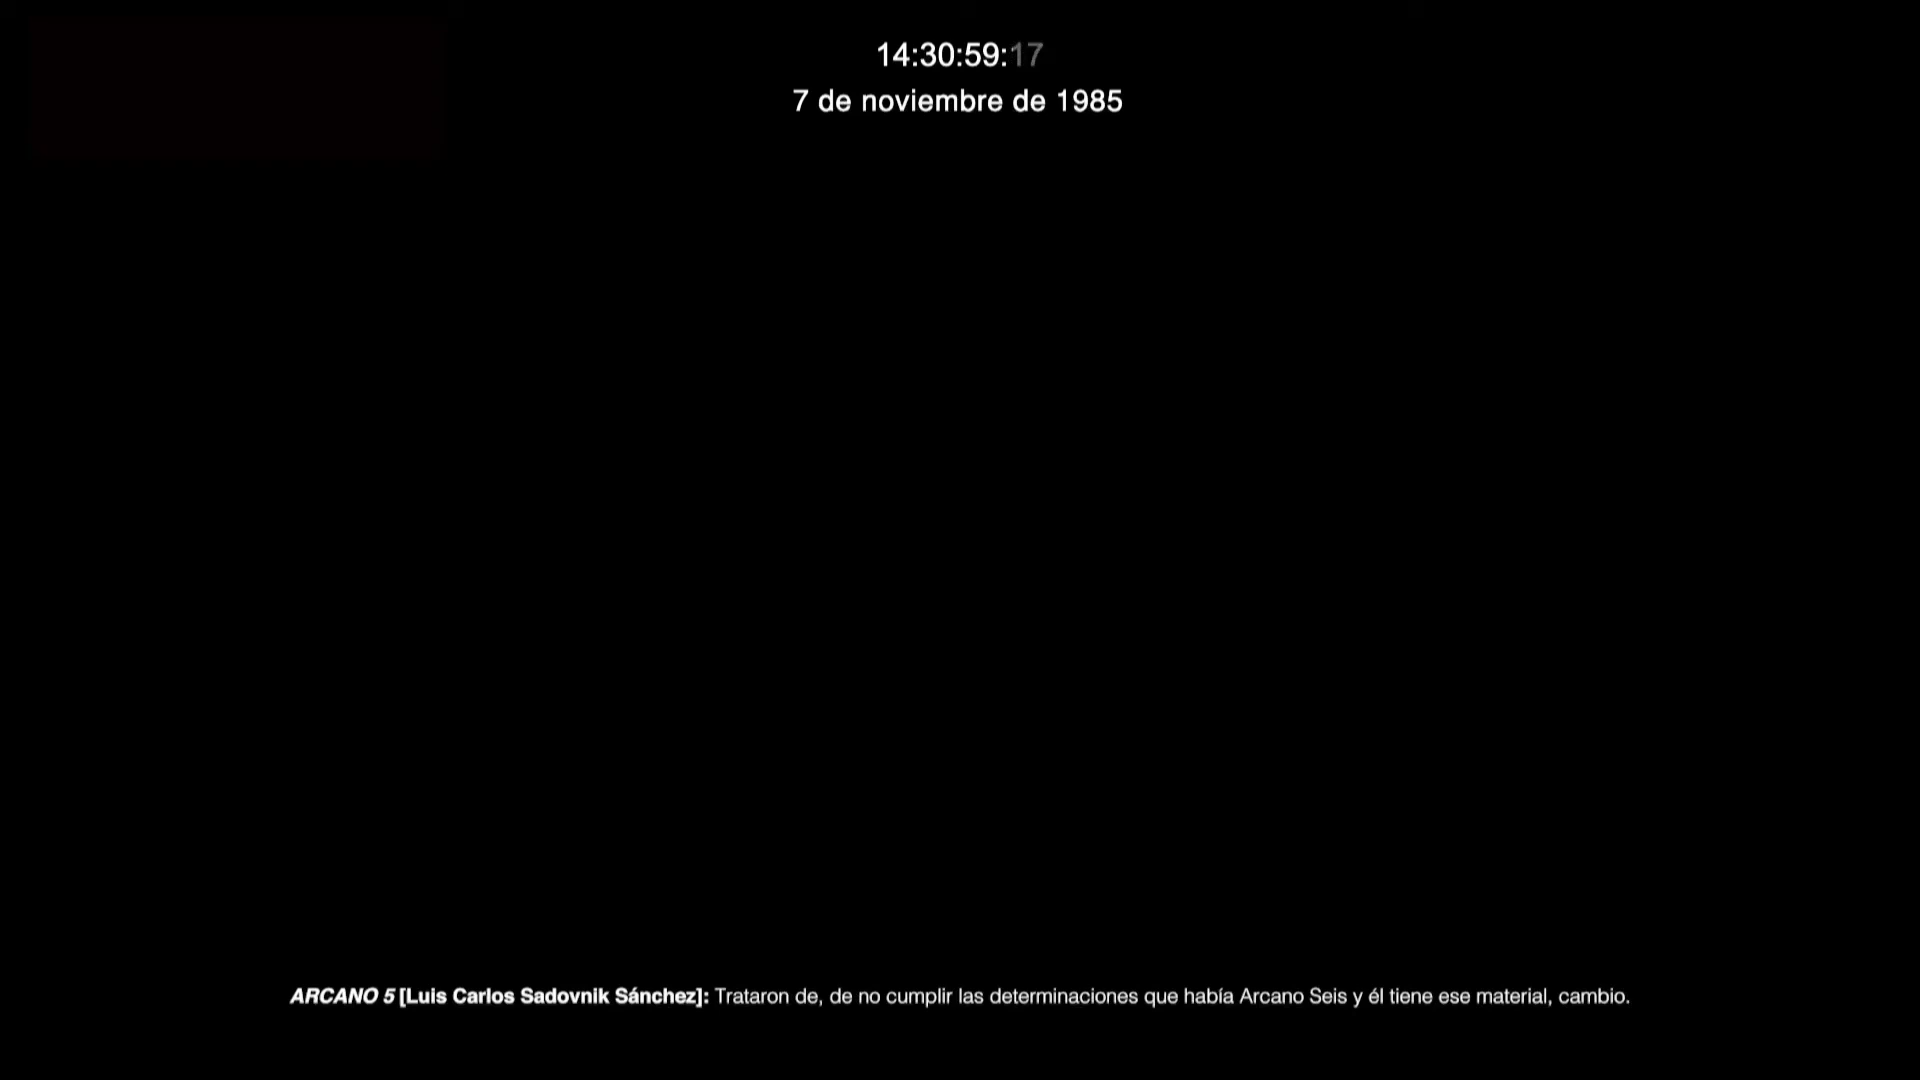 14:30:59:17
7 de noviembre de 1985
ARCANO 5 [Luis Carlos Sadovnik Sánchez]: Trataron de, de no cumplir las determinaciones que había Arcano Seis y él tiene ese material, cambio.